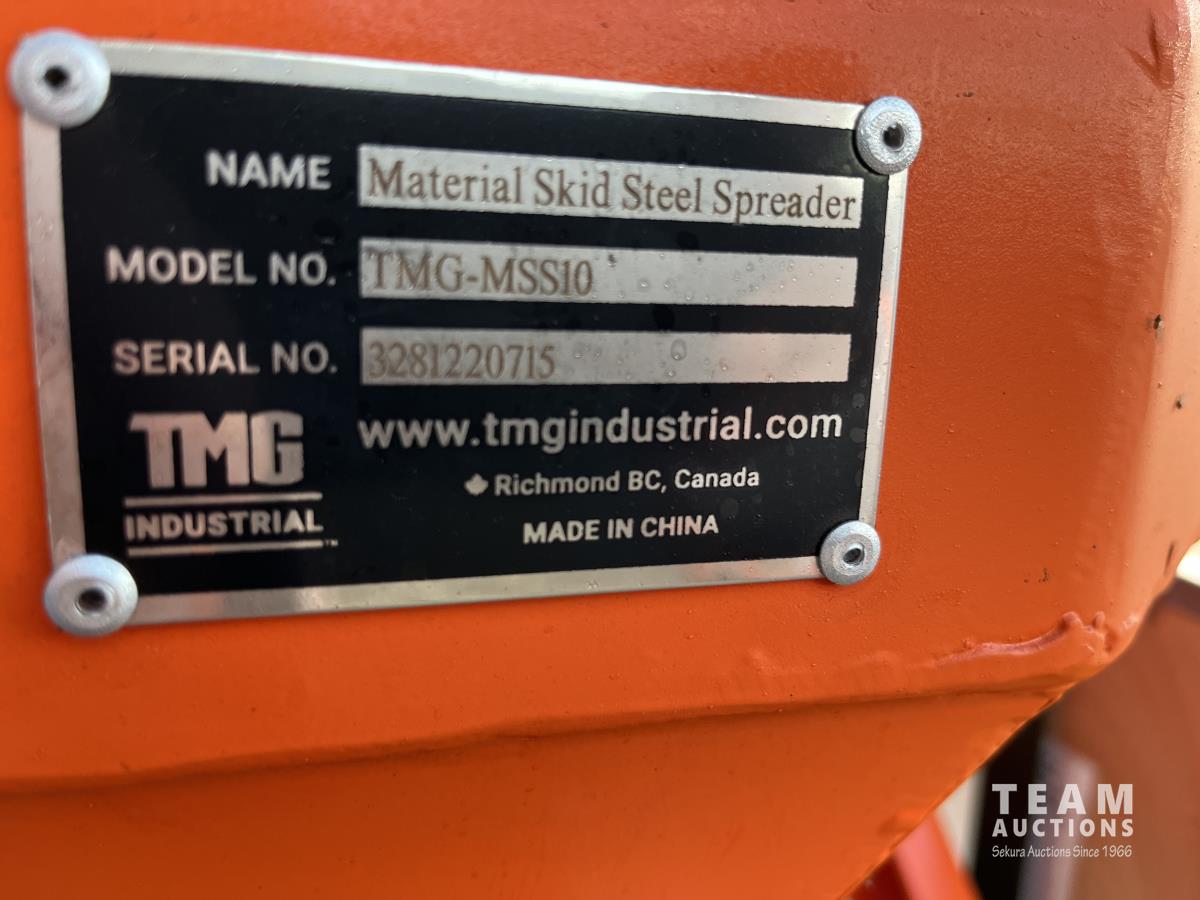 NAME Material Skid Steel Spreader
MODEL NO. TMG-MSS10
SERIAL NO. 3281220715
TMG
INDUSTRIAL™
www.tmgindustrial.com
Richmond BC, Canada
MADE IN CHINA
TEAM
AUCTIONS
Sekura Auctions Since 1966